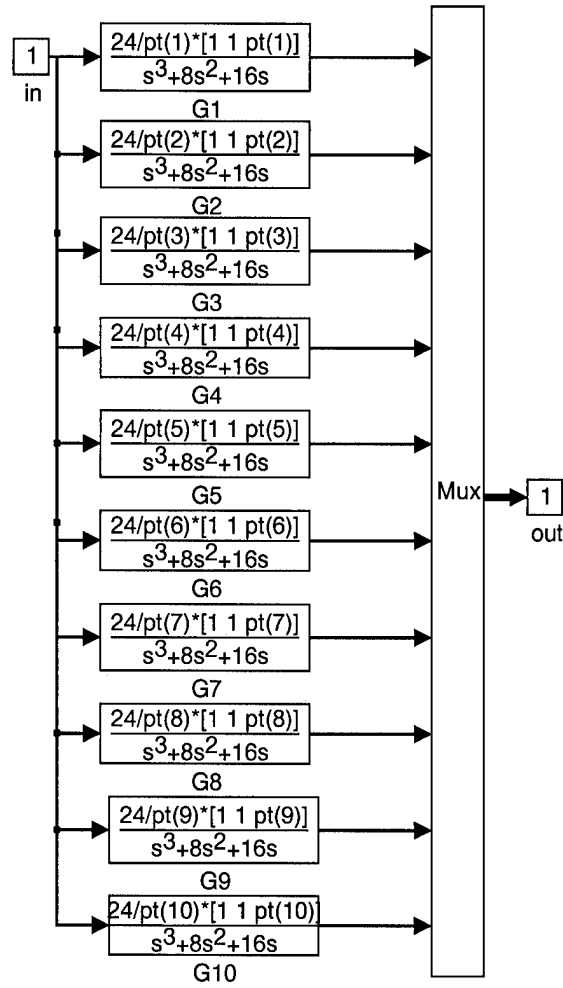 1
in
24/pt(1)*[1 1 pt(1)]
s³+8s²+16s
G1
24/pt(2)*[1 1 pt(2)]
s³+8s²+16s
G2
24/pt(3)*[1 1 pt(3)]
s³+8s²+16s
G3
24/pt(4)*[1 1 pt(4)]
s³+8s²+16s
G4
24/pt(5)*[1 1 pt(5)]
s³+8s²+16s
G5
24/pt(6)*[1 1 pt(6)]
s³+8s²+16s
G6
24/pt(7)*[1 1 pt(7)]
s³+8s²+16s
G7
24/pt(8)*[1 1 pt(8)]
s³+8s²+16s
G8
24/pt(9)*[1 1 pt(9)]
s³+8s²+16s
G9
24/pt(10)*[1 1 pt(10)]
s³+8s²+16s
G10
Mux
1
out